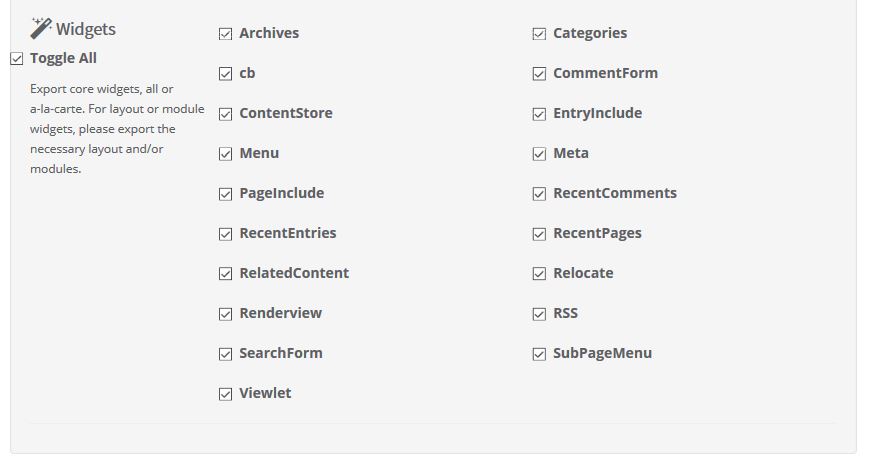 Widgets
Toggle All
Export core widgets, all or
a-la-carte. For layout or module
widgets, please export the
necessary layout and/or
modules.
Archives
Categories
cb
CommentForm
ContentStore
EntryInclude
Menu
Meta
PageInclude
RecentComments
RecentEntries
RecentPages
RelatedContent
Relocate
Renderview
RSS
SearchForm
SubPageMenu
Viewlet